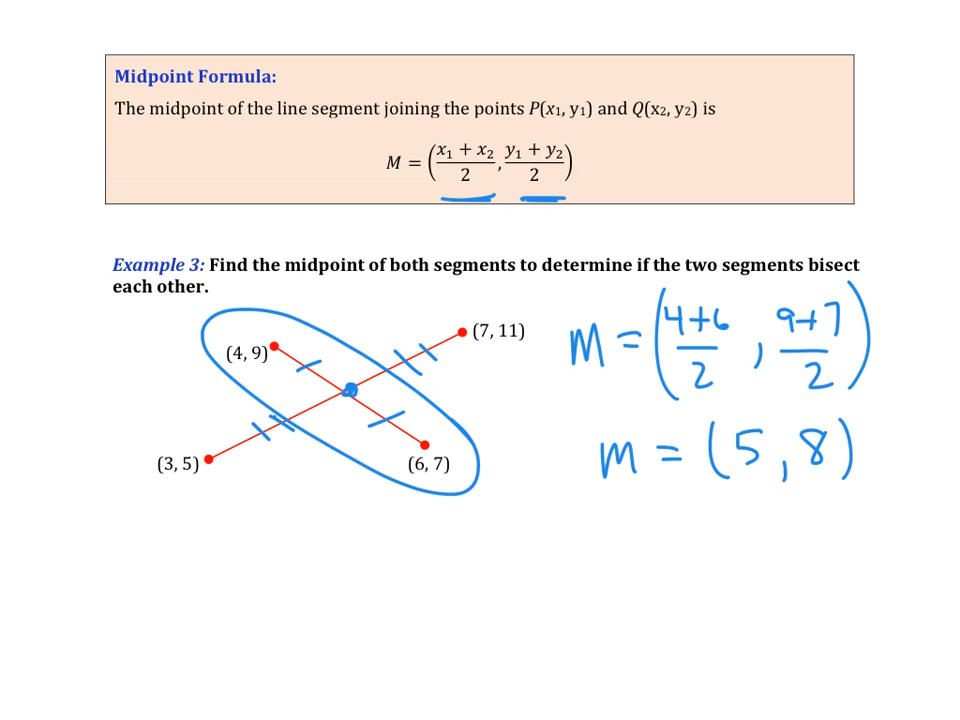 Midpoint Formula:
The midpoint of the line segment joining the points P(x₁, y₁) and Q(x₂, y₂) is
M = (x₁ + x₂ / 2, y₁ + y₂ / 2)
Example 3: Find the midpoint of both segments to determine if the two segments bisect
each other.
(7, 11)
(4, 9)
(3, 5)
(6, 7)
M = (4+6 / 2, 9+7 / 2)
m = (5, 8)